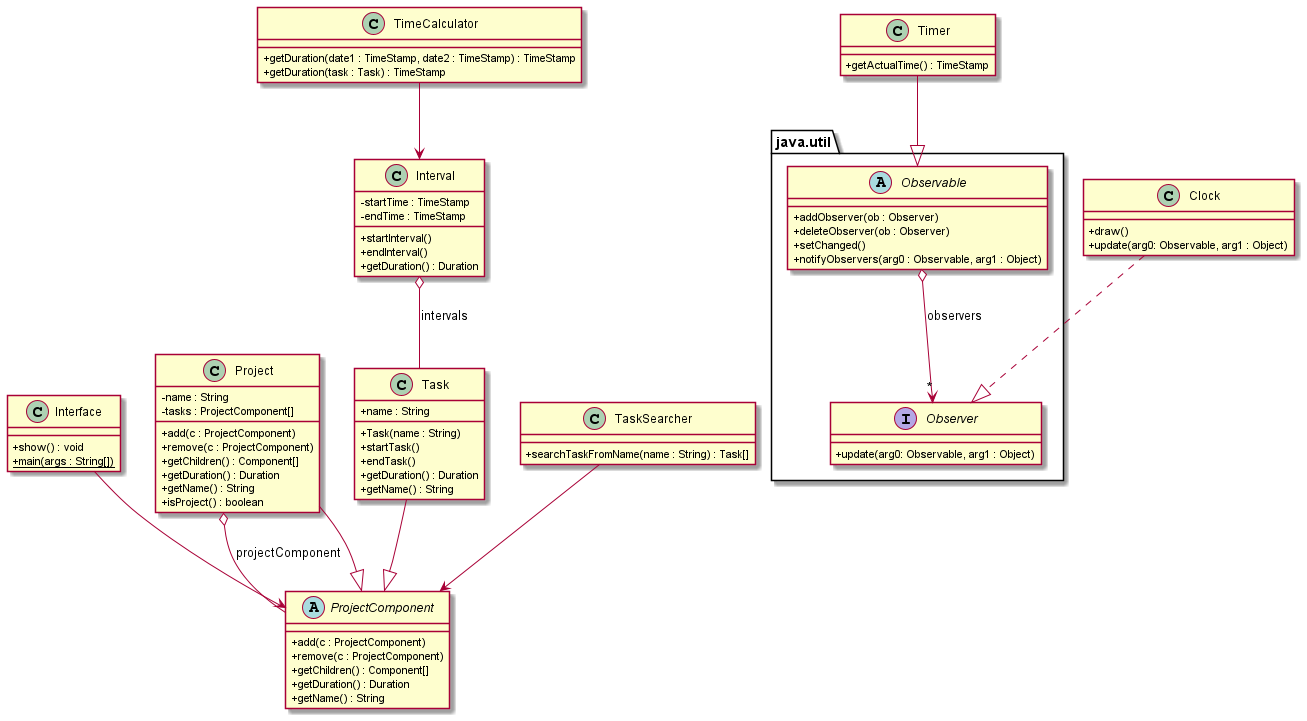 C TimeCalculator
+getDuration(date1 : TimeStamp, date2 : TimeStamp) : TimeStamp
+getDuration(task : Task) : TimeStamp
C Timer
+getActualTime() : TimeStamp
java.util
A Observable
+addObserver(ob : Observer)
+deleteObserver(ob : Observer)
+setChanged()
+notifyObservers(arg0 : Observable, arg1 : Object)
C Clock
+draw()
+update(arg0: Observable, arg1 : Object)
C Interval
-startTime : TimeStamp
-endTime : TimeStamp
+startInterval()
+endInterval()
+getDuration() : Duration
intervals
observers
*
C Interface
+show() : void
+main(args : String[])
C Project
-name : String
-tasks : ProjectComponent[]
+add(c : ProjectComponent)
+remove(c : ProjectComponent)
+getChildren() : Component[]
+getDuration() : Duration
+getName() : String
+isProject() : boolean
C Task
+name : String
+Task(name : String)
+startTask()
+endTask()
+getDuration() : Duration
+getName() : String
C TaskSearcher
+searchTaskFromName(name : String) : Task[]
I Observer
+update(arg0: Observable, arg1 : Object)
projectComponent
A ProjectComponent
+add(c : ProjectComponent)
+remove(c : ProjectComponent)
+getChildren() : Component[]
+getDuration() : Duration
+getName() : String